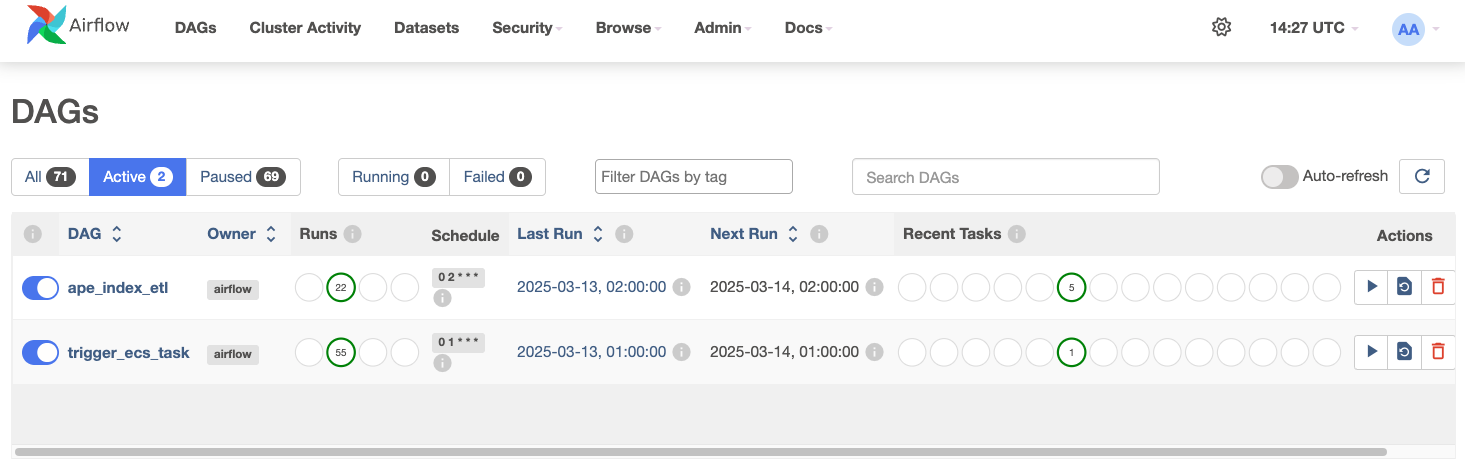 Airflow DAGs Cluster Activity Datasets Security Browse Admin Docs 14:27 UTC AA
DAGs
All 71 Active 2 Paused 69 Running 0 Failed 0 Filter DAGs by tag Search DAGs Auto-refresh
i DAG Owner Runs i Schedule Last Run i Next Run i Recent Tasks i Actions
ape_index_etl airflow 22 0 2 * * * i 2025-03-13, 02:00:00 i 2025-03-14, 02:00:00 i 5
trigger_ecs_task airflow 55 0 1 * * * i 2025-03-13, 01:00:00 i 2025-03-14, 01:00:00 i 1